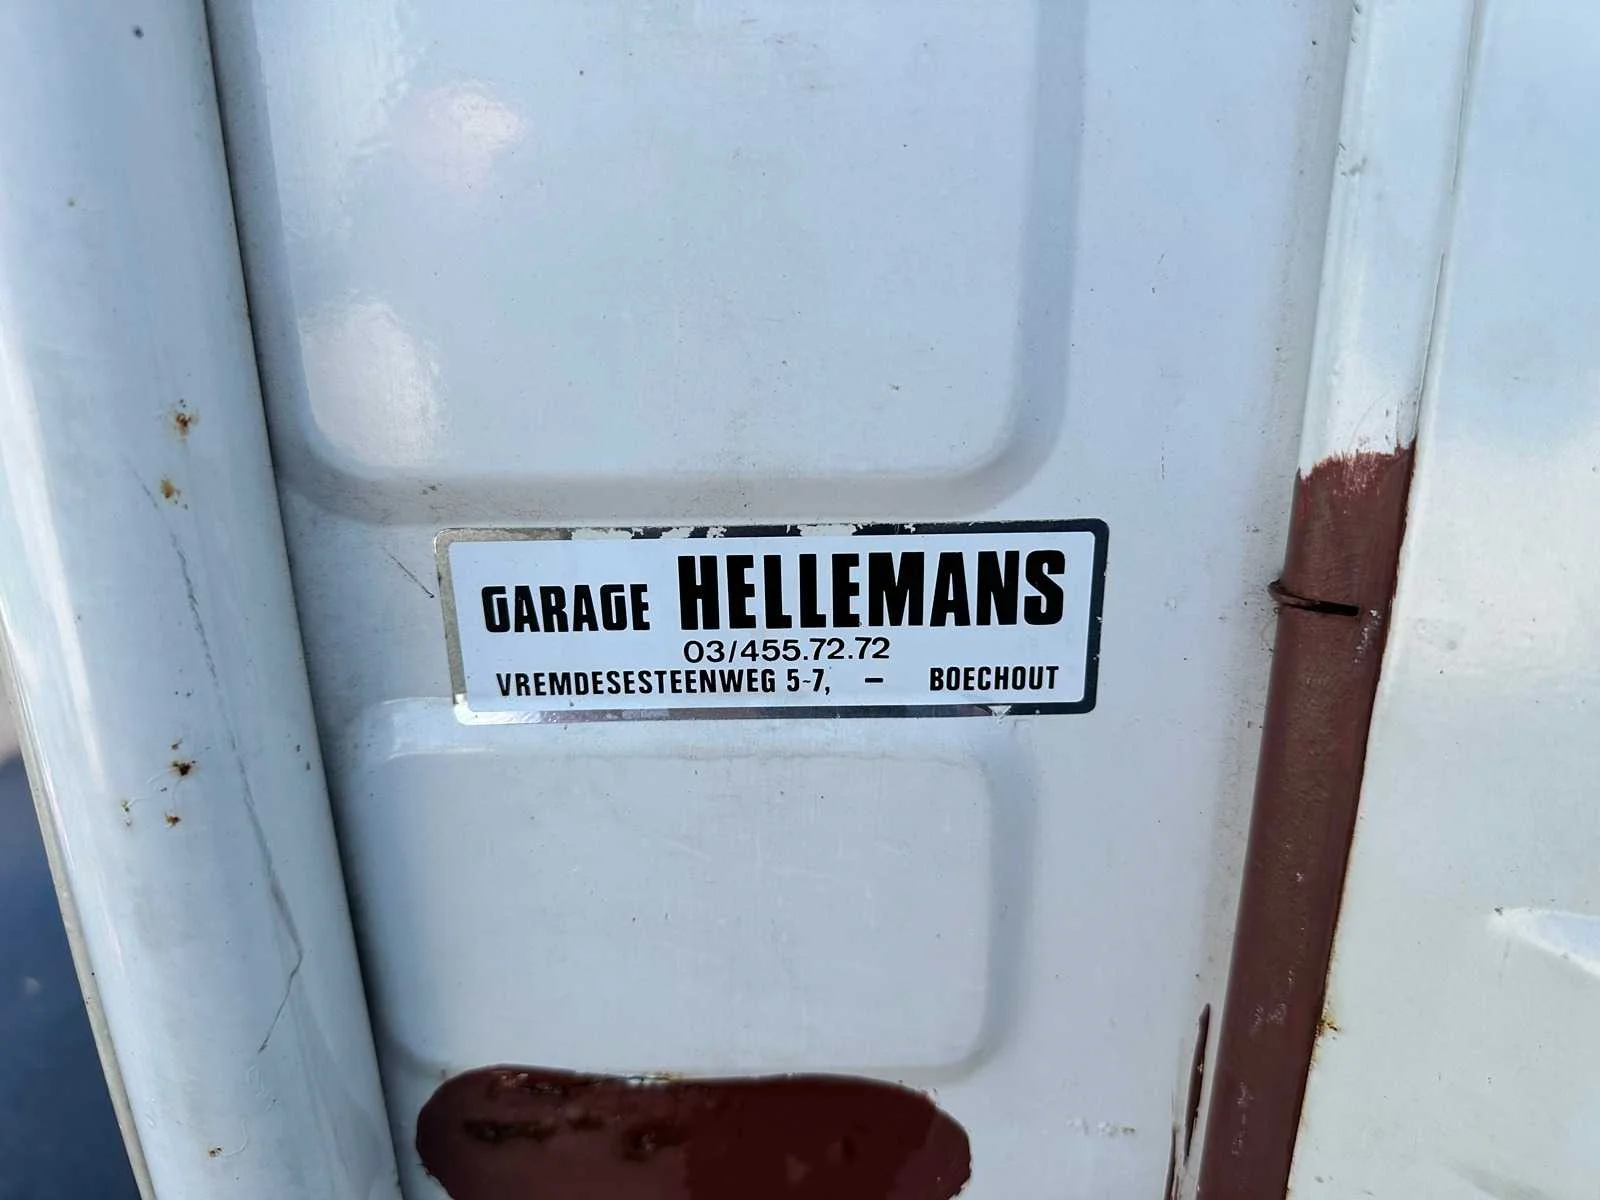 GARAGE HELLEMANS
03/455.72.72
VREMDESESTEENWEG 5-7, - BOECHOUT